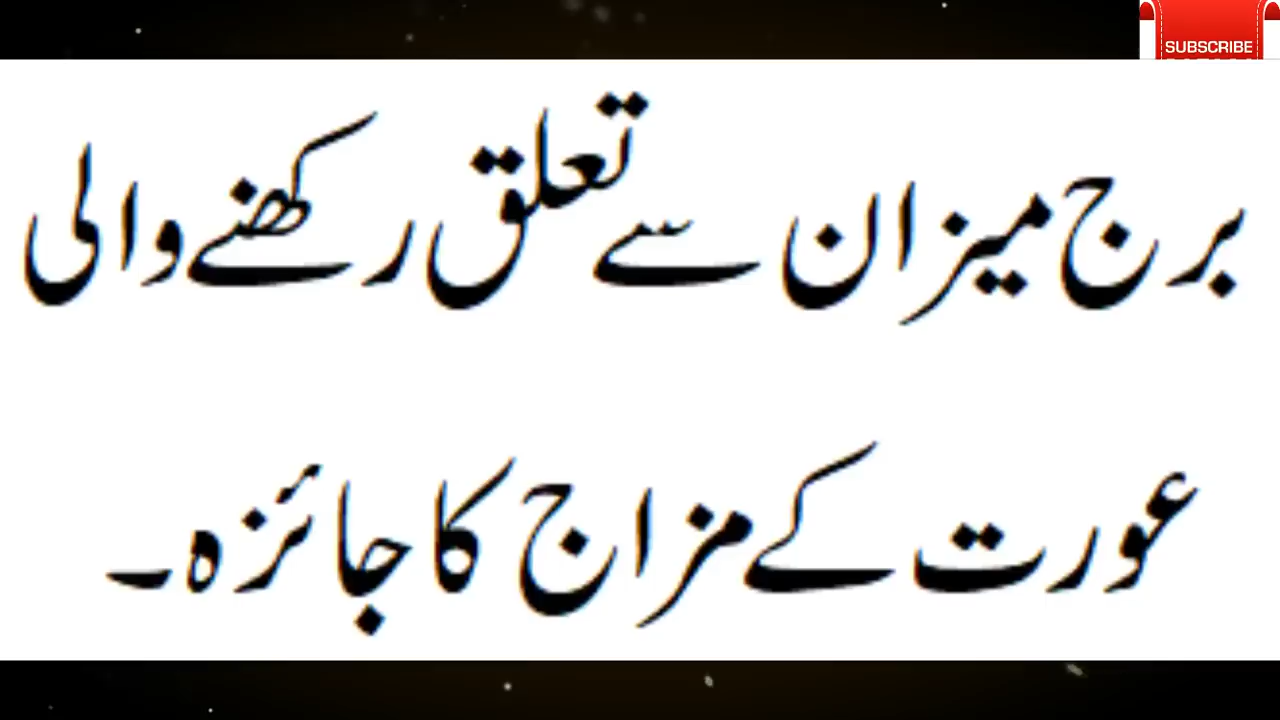 SUBSCRIBE
برج میزان سے تعلق رکھنے والی
عورت کے مزاج کا جائزہ۔